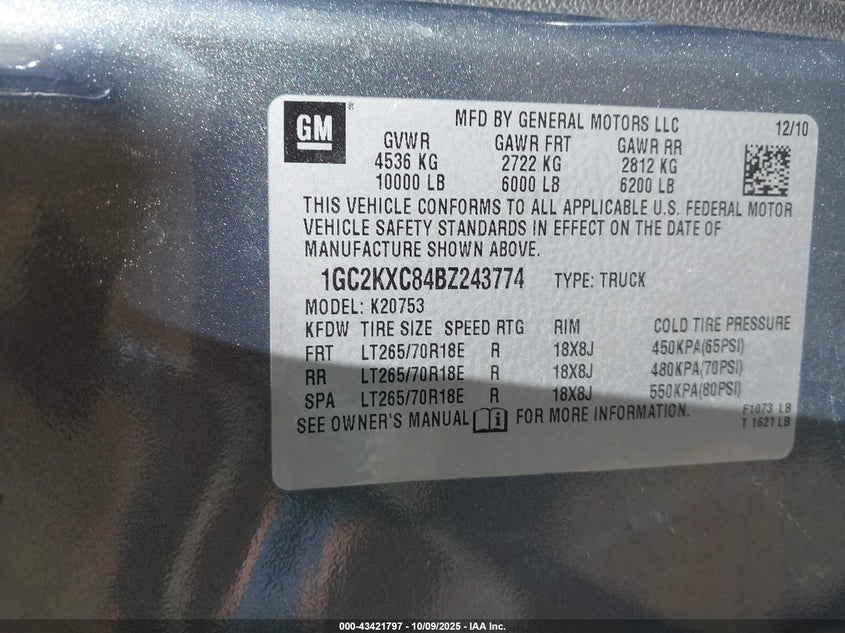 GM
®
MFD BY GENERAL MOTORS LLC 12/10
GVWR GAWR FRT GAWR RR
4536 KG 2722 KG 2812 KG
10000 LB 6000 LB 6200 LB
THIS VEHICLE CONFORMS TO ALL APPLICABLE U.S. FEDERAL MOTOR
VEHICLE SAFETY STANDARDS IN EFFECT ON THE DATE OF
MANUFACTURE SHOWN ABOVE.
1GC2KXC84BZ243774 TYPE: TRUCK
MODEL: K20753
KFDW TIRE SIZE SPEED RTG RIM COLD TIRE PRESSURE
FRT LT265/70R18E R 18X8J 450KPA(65PSI)
RR LT265/70R18E R 18X8J 480KPA(70PSI)
SPA LT265/70R18E R 18X8J 550KPA(80PSI)
SEE OWNER'S MANUAL i FOR MORE INFORMATION.
F1073 LB
T 1621 LB
000-43421797 - 10/09/2025 - IAA Inc.